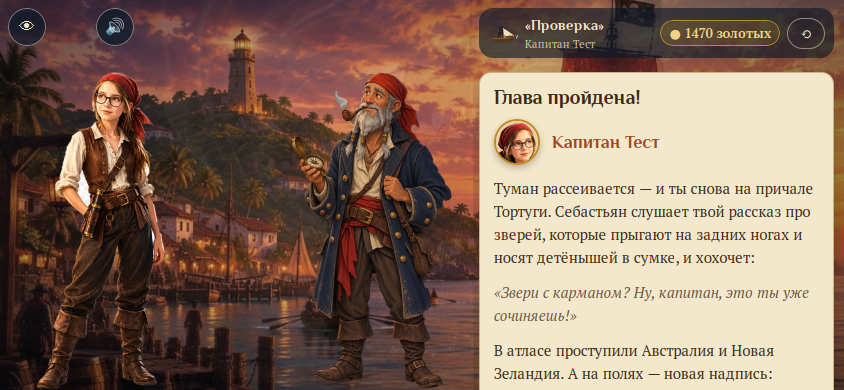 «Проверка»
Капитан Тест
1470 золотых
Глава пройдена!
Капитан Тест
Туман рассеивается — и ты снова на причале
Тортуги. Себастьян слушает твой рассказ про
зверей, которые прыгают на задних ногах и
носят детёнышей в сумке, и хохочет:
«Звери с карманом? Ну, капитан, это ты уже
сочиняешь!»
В атласе проступили Австралия и Новая
Зеландия. А на полях — новая надпись: